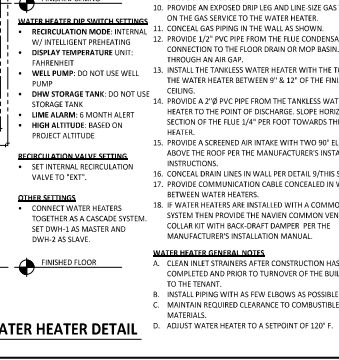 WATER HEATER DIP SWITCH SETTINGS
• RECIRCULATION MODE: INTERNAL
W/ INTELLIGENT PREHEATING
• DISPLAY TEMPERATURE UNIT:
FAHRENHEIT
• WELL PUMP: DO NOT USE WELL
PUMP
• DHW STORAGE TANK: DO NOT USE
STORAGE TANK
• LIME ALARM: 6 MONTH ALERT
• HIGH ALTITUDE: BASED ON
PROJECT ALTITUDE
RECIRCULATION VALVE SETTING
• SET INTERNAL RECIRCULATION
VALVE TO "EXT".
OTHER SETTINGS
• CONNECT WATER HEATERS
TOGETHER AS A CASCADE SYSTEM.
SET DWH-1 AS MASTER AND
DWH-2 AS SLAVE.
FINISHED FLOOR
ATER HEATER DETAIL
10. PROVIDE AN EXPOSED DRIP LEG AND LINE-SIZE GAS
ON THE GAS SERVICE TO THE WATER HEATER.
11. CONCEAL GAS PIPING IN THE WALL AS SHOWN.
12. PROVIDE 1/2" PVC PIPE FROM THE FLUE CONDENSA
CONNECTION TO THE FLOOR DRAIN OR MOP BASIN.
THROUGH AN AIR GAP.
13. INSTALL THE TANKLESS WATER HEATER WITH THE T
THE WATER HEATER BETWEEN 9" & 12" OF THE FIN
CEILING.
14. PROVIDE A 2"Ø PVC PIPE FROM THE TANKLESS WAT
HEATER TO THE POINT OF DISCHARGE. SLOPE HORIZ
SECTION OF THE FLUE 1/4" PER FOOT TOWARDS TH
HEATER.
15. PROVIDE A SCREENED AIR INTAKE WITH TWO 90° EL
ABOVE THE ROOF PER THE MANUFACTURER'S INSTA
INSTRUCTIONS.
16. CONCEAL DRAIN LINES IN WALL PER DETAIL 9/THIS S
17. PROVIDE COMMUNICATION CABLE CONCEALED IN W
BETWEEN WATER HEATERS.
18. IF WATER HEATERS ARE INSTALLED WITH A COMMO
SYSTEM THEN PROVIDE THE NAVIEN COMMON VEN
COLLAR KIT WITH BACK-DRAFT DAMPER PER THE
MANUFACTURER'S INSTALLATION MANUAL.
WATER HEATER GENERAL NOTES
A. CLEAN INLET STRAINERS AFTER CONSTRUCTION HAS
COMPLETED AND PRIOR TO TURNOVER OF THE BUIL
TO THE TENANT.
B. INSTALL PIPING WITH AS FEW ELBOWS AS POSSIBLE
C. MAINTAIN REQUIRED CLEARANCE TO COMBUSTIBLE
MATERIALS.
D. ADJUST WATER HEATER TO A SETPOINT OF 120° F.